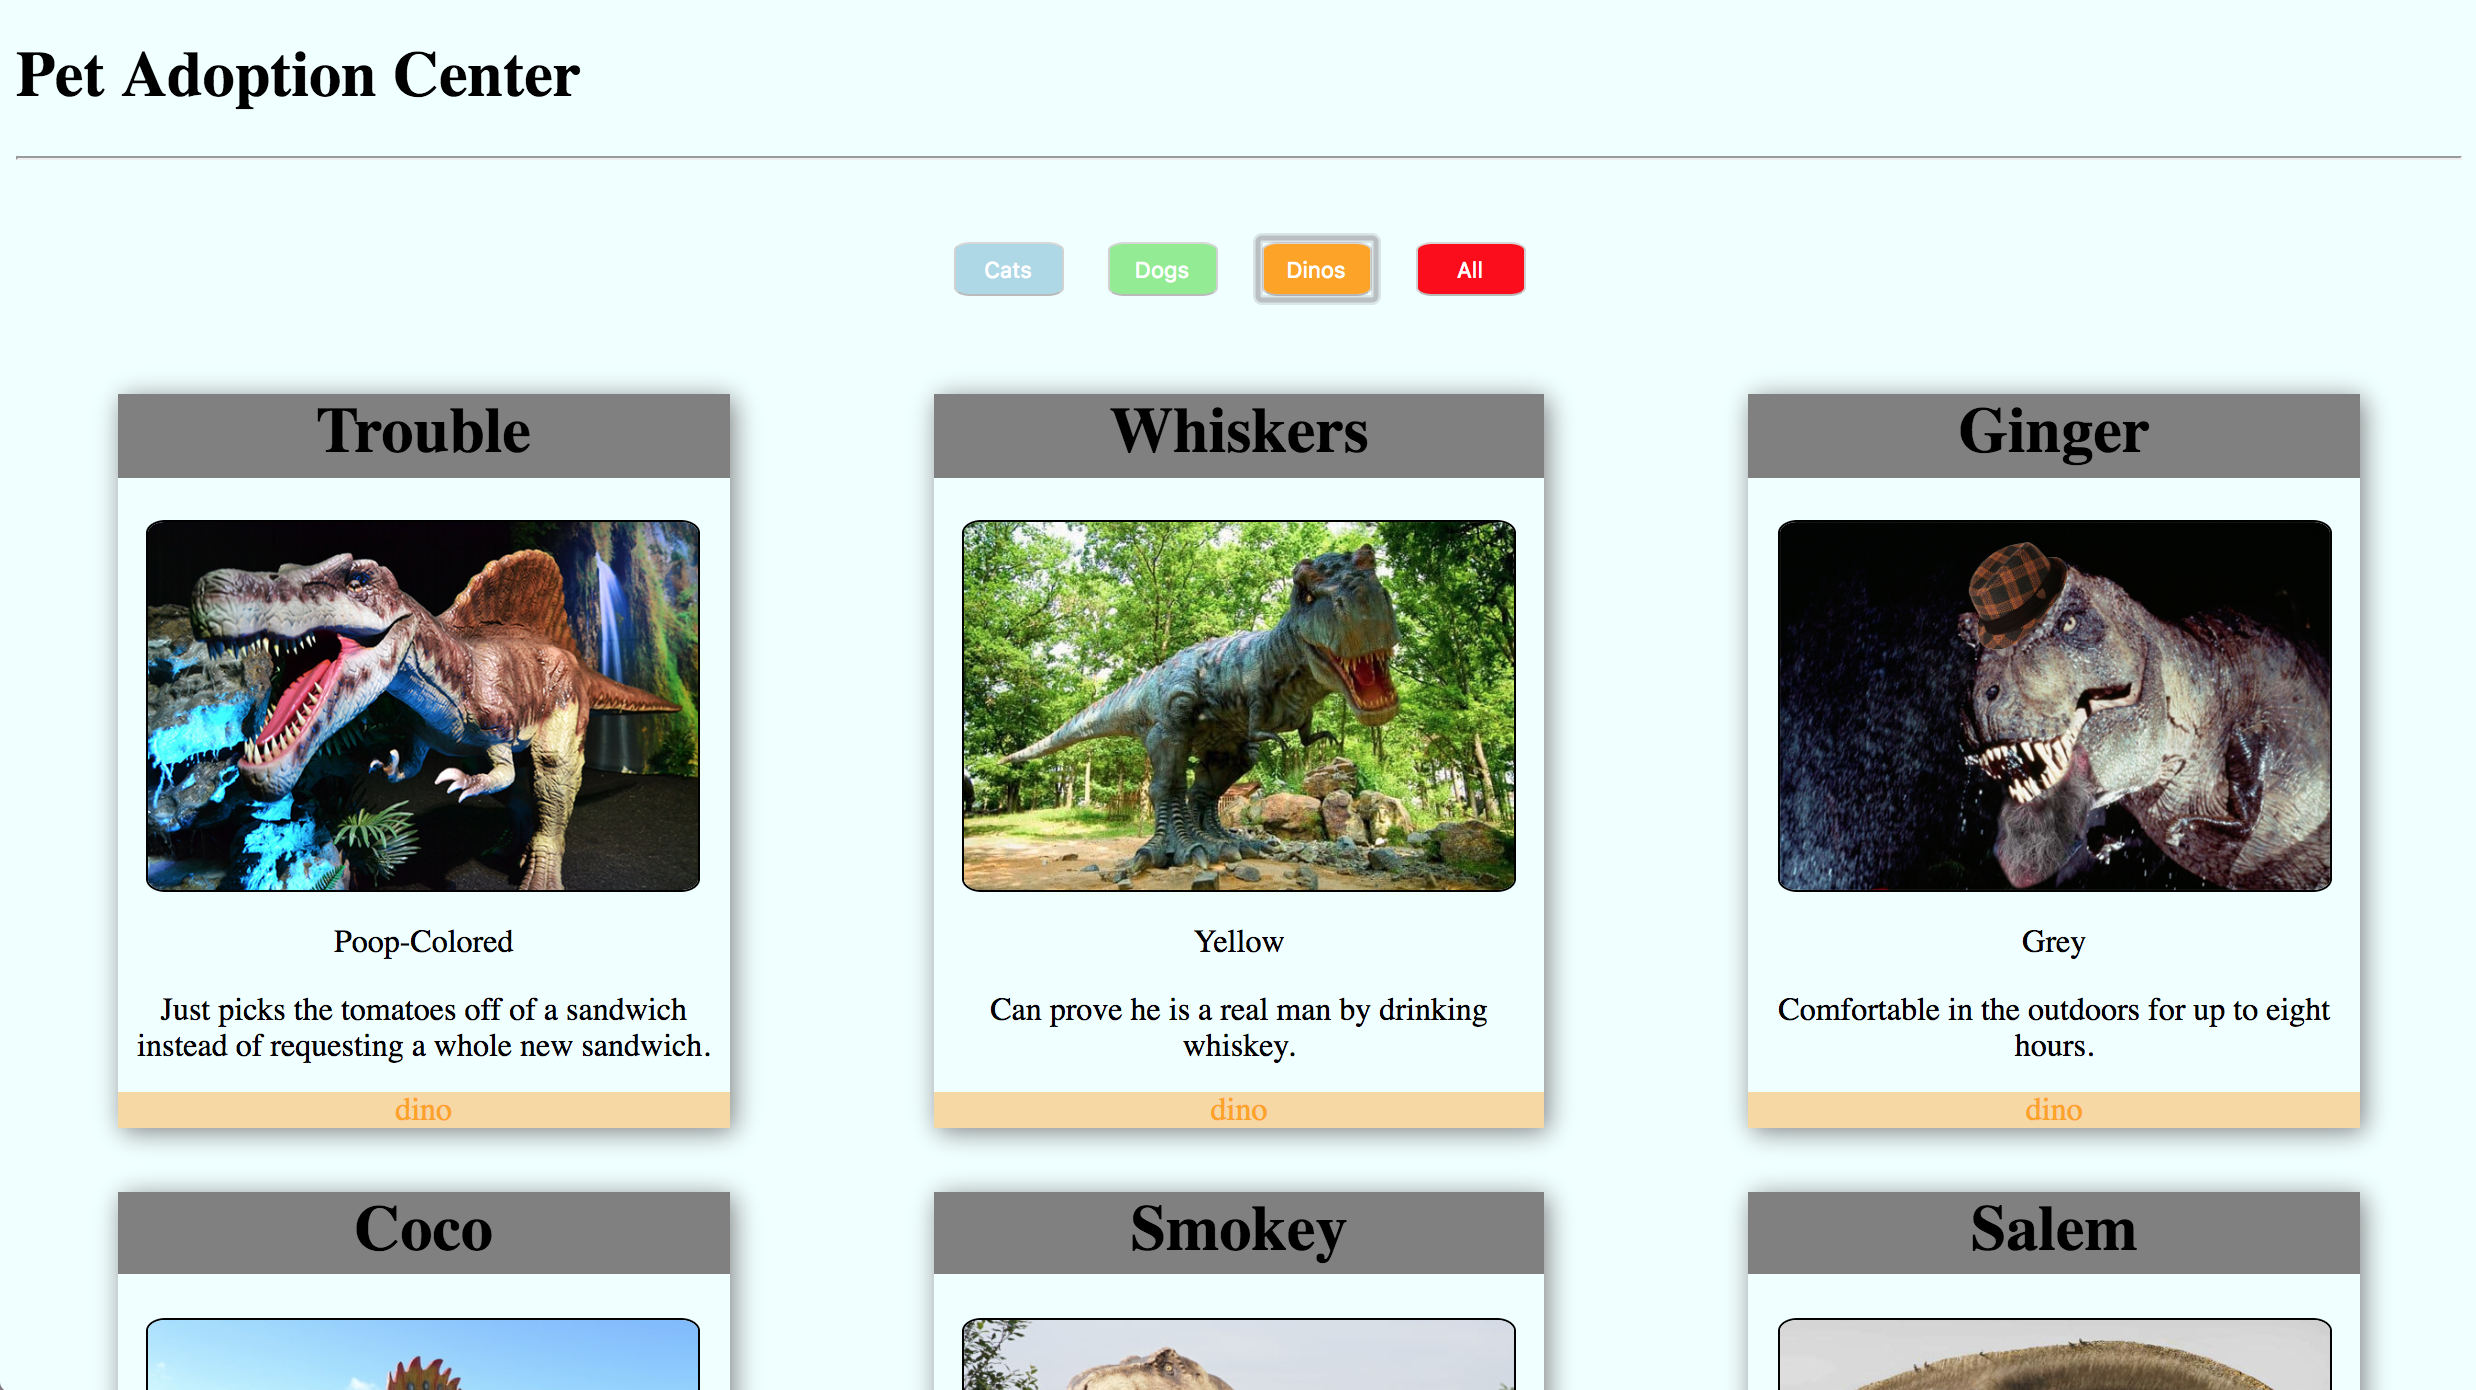 Pet Adoption Center
Cats
Dogs
Dinos
All
Trouble
Poop-Colored
Just picks the tomatoes off of a sandwich
instead of requesting a whole new sandwich.
dino
Whiskers
Yellow
Can prove he is a real man by drinking
whiskey.
dino
Ginger
Grey
Comfortable in the outdoors for up to eight
hours.
dino
Coco
Smokey
Salem